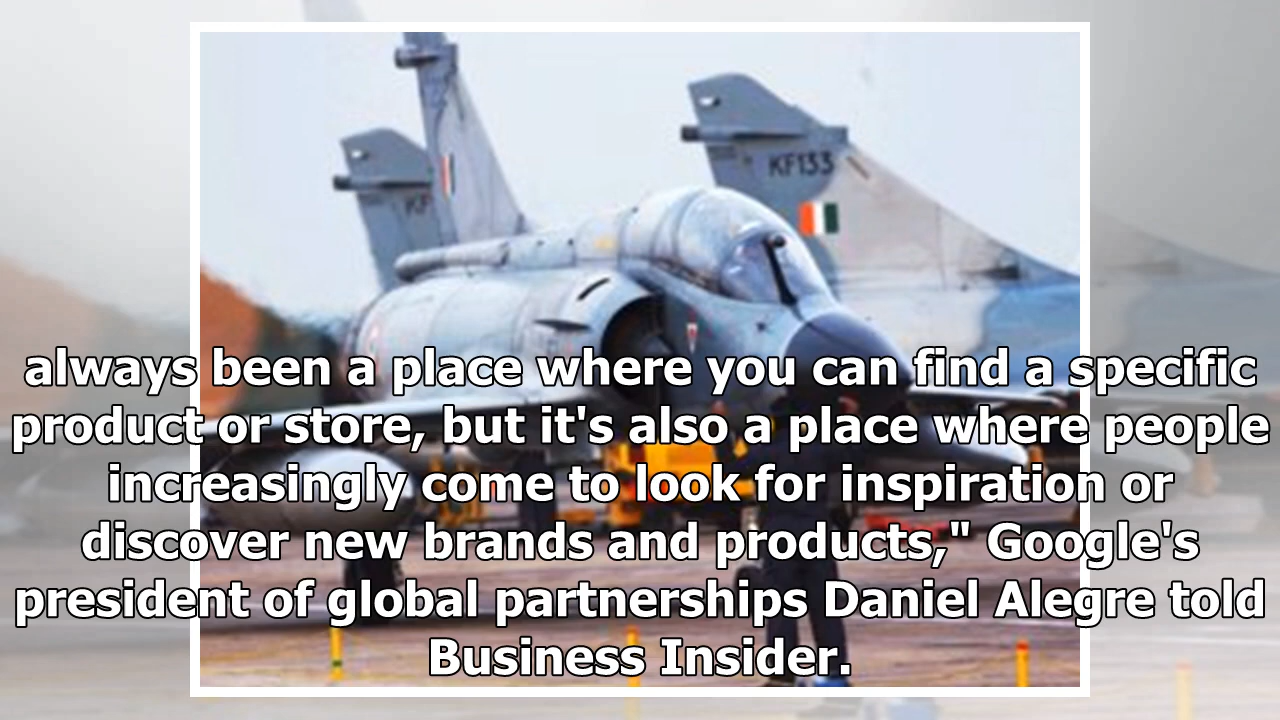 KF133
KF
always been a place where you can find a specific
product or store, but it's also a place where people
increasingly come to look for inspiration or
discover new brands and products," Google's
president of global partnerships Daniel Alegre told
Business Insider.